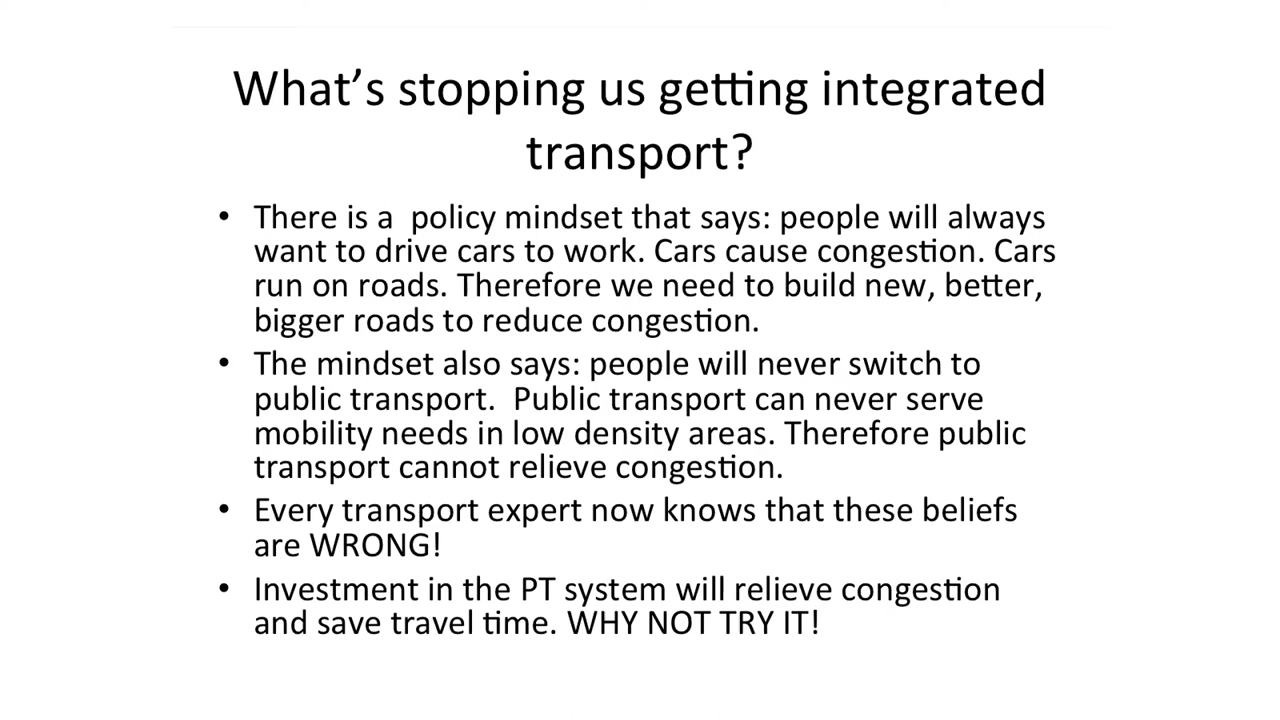 What’s stopping us getting integrated
transport?
• There is a  policy mindset that says: people will always
want to drive cars to work. Cars cause congestion. Cars
run on roads. Therefore we need to build new, better,
bigger roads to reduce congestion.
• The mindset also says: people will never switch to
public transport.  Public transport can never serve
mobility needs in low density areas. Therefore public
transport cannot relieve congestion.
• Every transport expert now knows that these beliefs
are WRONG!
• Investment in the PT system will relieve congestion
and save travel time. WHY NOT TRY IT!